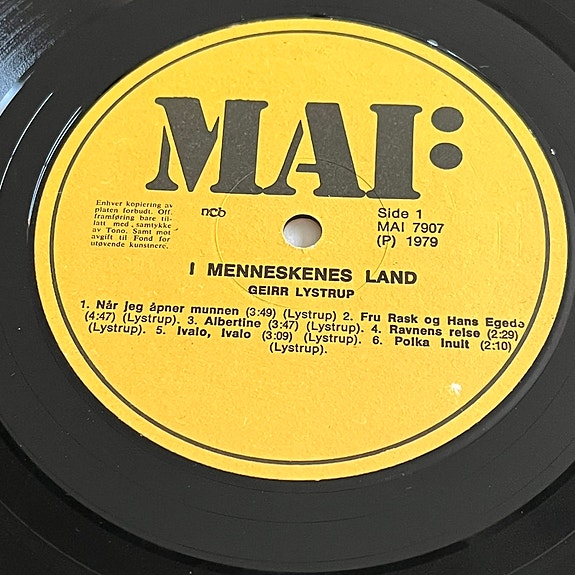 MAI:
Enhver kopiering av
platen forbudt. Off.
framføring bare til-
latt med samtykke
av Tono. Samt mot
avgift til Fond for
utøvende kunstnere.
ncb
Side 1
MAI 7907
(P) 1979
I MENNESKENES LAND
GEIRR LYSTRUP
1. Når jeg åpner munnen (3:49) (Lystrup) 2. Fru Rask og Hans Egede
(4:47) (Lystrup). 3. Albertine (3:47) (Lystrup). 4. Ravnens reise (2:29)
(Lystrup). 5. Ivalo, Ivalo (3:09) (Lystrup). 6. Polka Inuit (2:10)
(Lystrup).